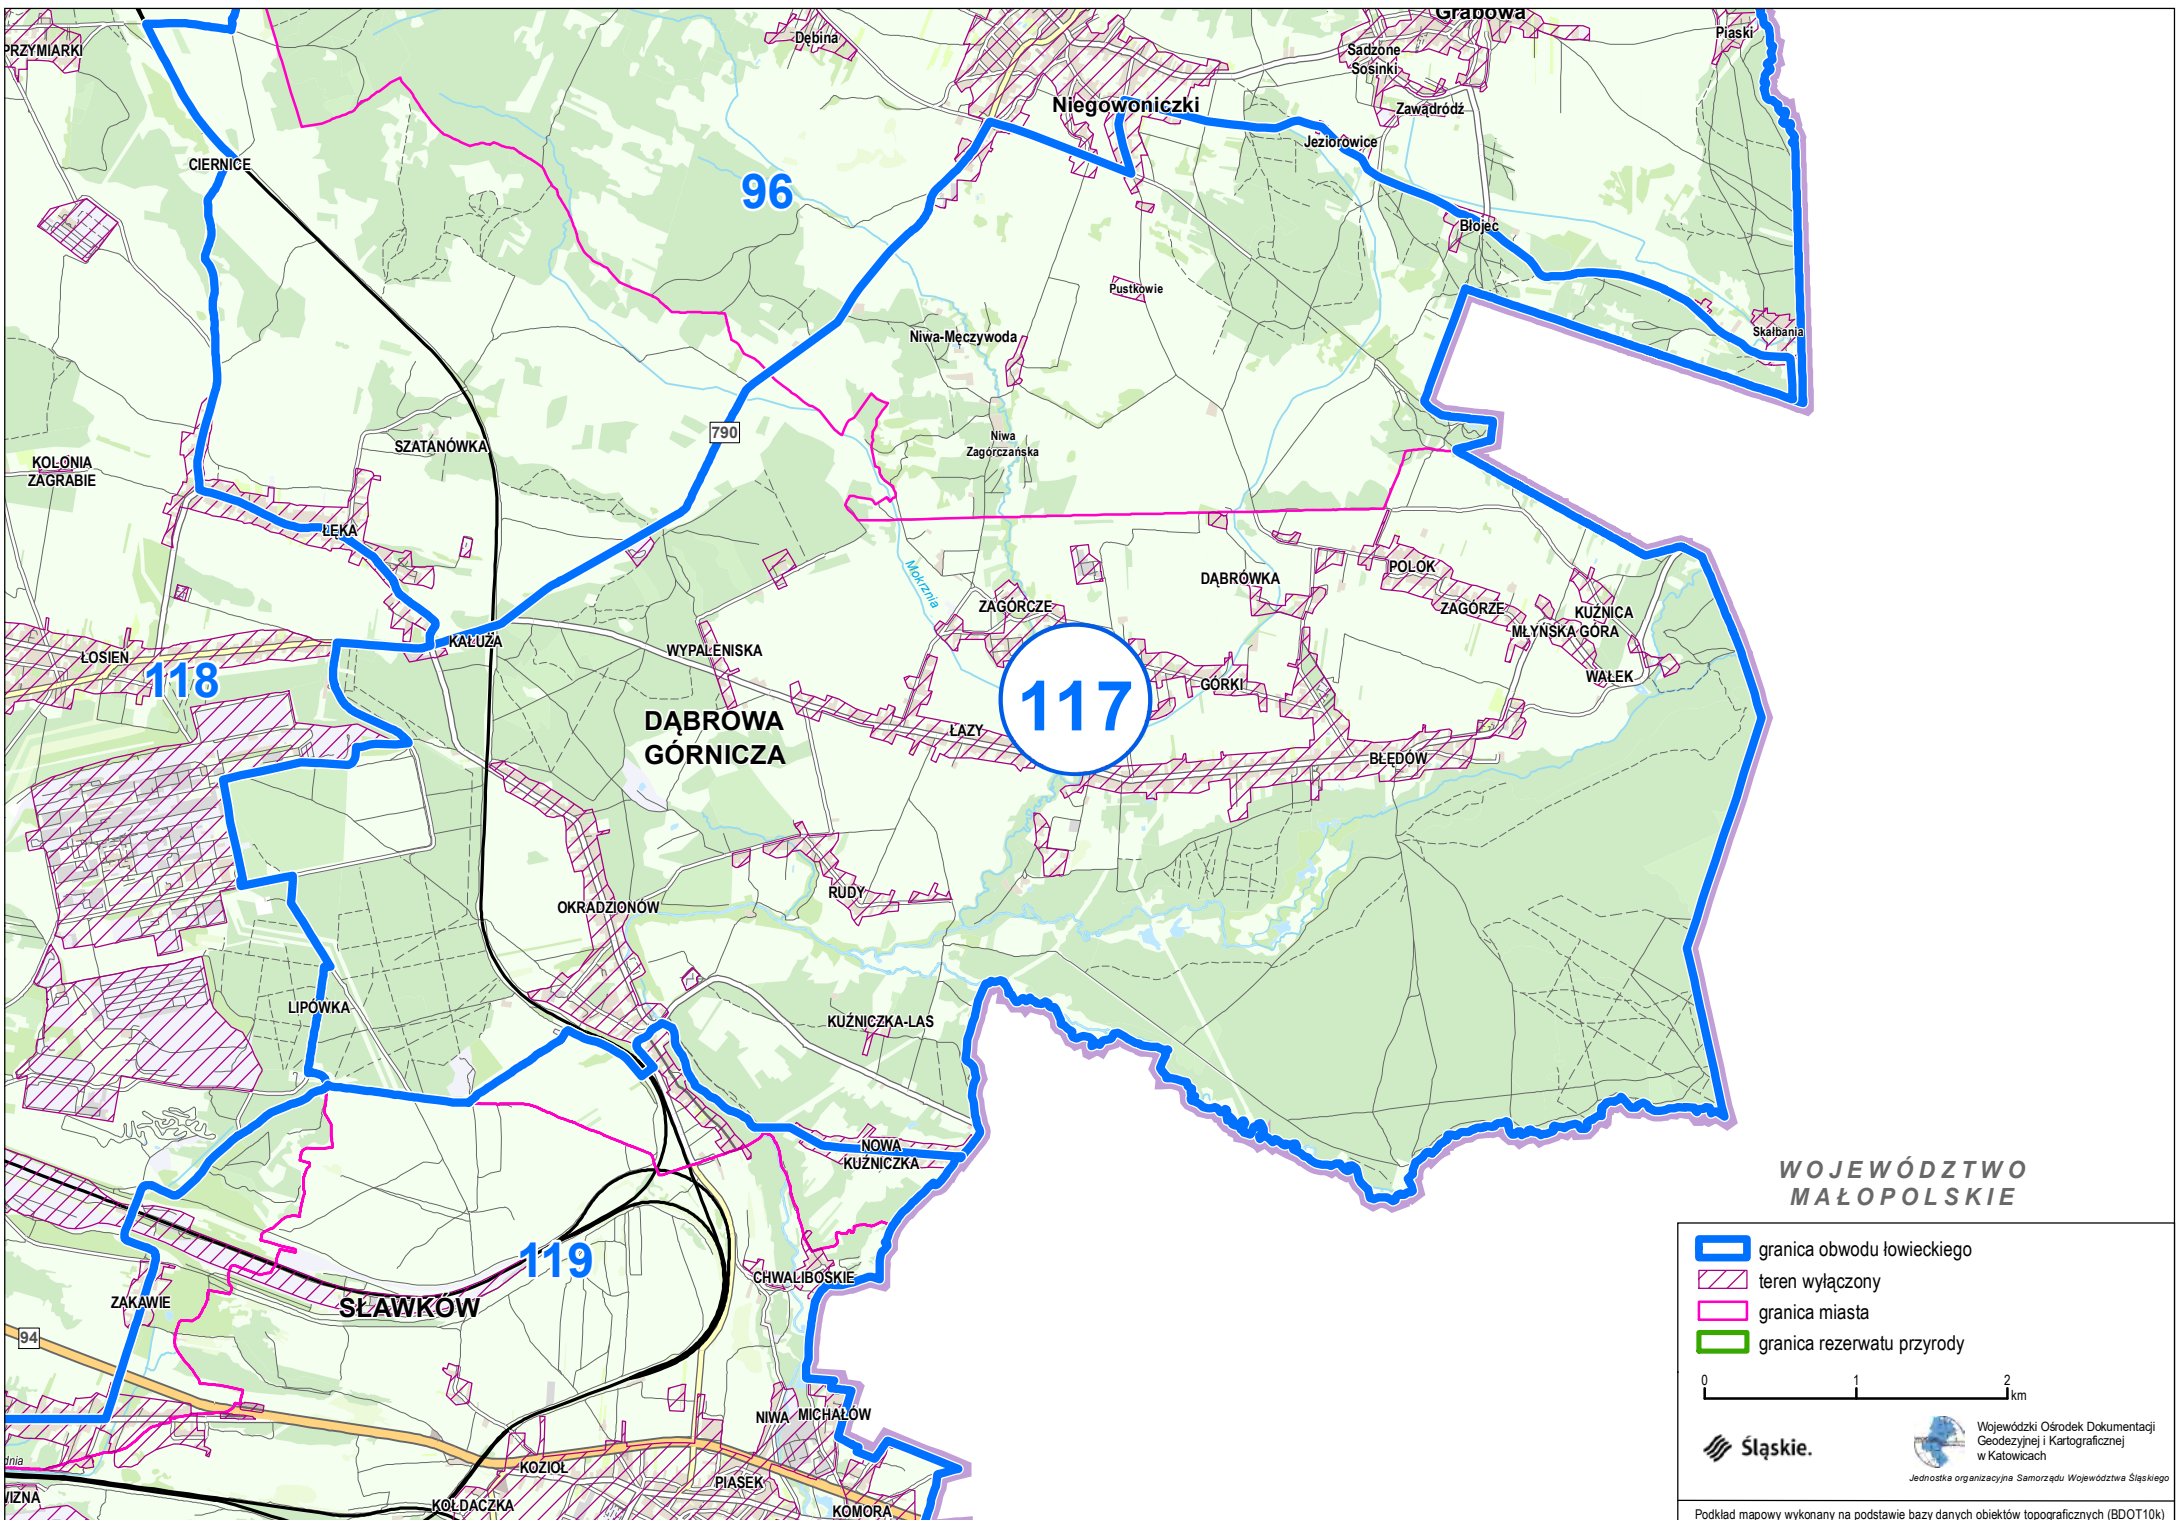 Grabowa
Piaski
Dębina
PRZYMIARKI
Sadzone
Sosinki
Niegowoniczki
Zawadródź
Jeziorowice
CIERNICE
96
Błojec
Pustkowie
Niwa-Męczywoda
Skałbania
790
SZATANÓWKA
Niwa
Zagórczańska
KOLONIA
ZAGRABIE
ŁĘKA
Mokrznia
POLOK
DĄBRÓWKA
ZAGÓRCZE
ZAGÓRZE
KUŹNICA
MŁYŃSKA GÓRA
KAŁUŻA
WYPALENISKA
ŁOSIEŃ
118
WAŁEK
GÓRKI
117
DĄBROWA
GÓRNICZA
ŁAZY
BŁĘDÓW
RUDY
OKRADZIONÓW
LIPÓWKA
KUŹNICZKA-LAS
NOWA
KUŹNICZKA
WOJEWÓDZTWO
MAŁOPOLSKIE
119
CHWALIBOSKIE
ZAKAWIE
SŁAWKÓW
94
NIWA
MICHAŁÓW
KOZIOŁ
PIASEK
KOŁDACZKA
KOMORA
granica obwodu łowieckiego
teren wyłączony
granica miasta
granica rezerwatu przyrody
0 1 2
km
Śląskie.
Wojewódzki Ośrodek Dokumentacji
Geodezyjnej i Kartograficznej
w Katowicach
Jednostka organizacyjna Samorządu Województwa Śląskiego
Podkład mapowy wykonany na podstawie bazy danych obiektów topograficznych (BDOT10k)